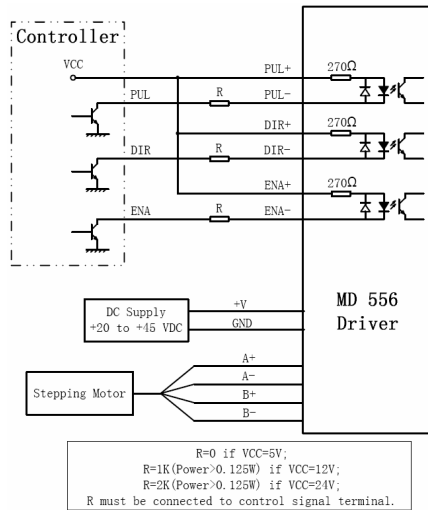 Controller
VCC
PUL+ 270Ω
PUL R PUL-
DIR+ 270Ω
DIR R DIR-
ENA+ 270Ω
ENA R ENA-
DC Supply
+20 to +45 VDC
+V
GND
MD 556
Driver
Stepping Motor
A+
A-
B+
B-
R=0 if VCC=5V;
R=1K(Power>0.125W) if VCC=12V;
R=2K(Power>0.125W) if VCC=24V;
R must be connected to control signal terminal.